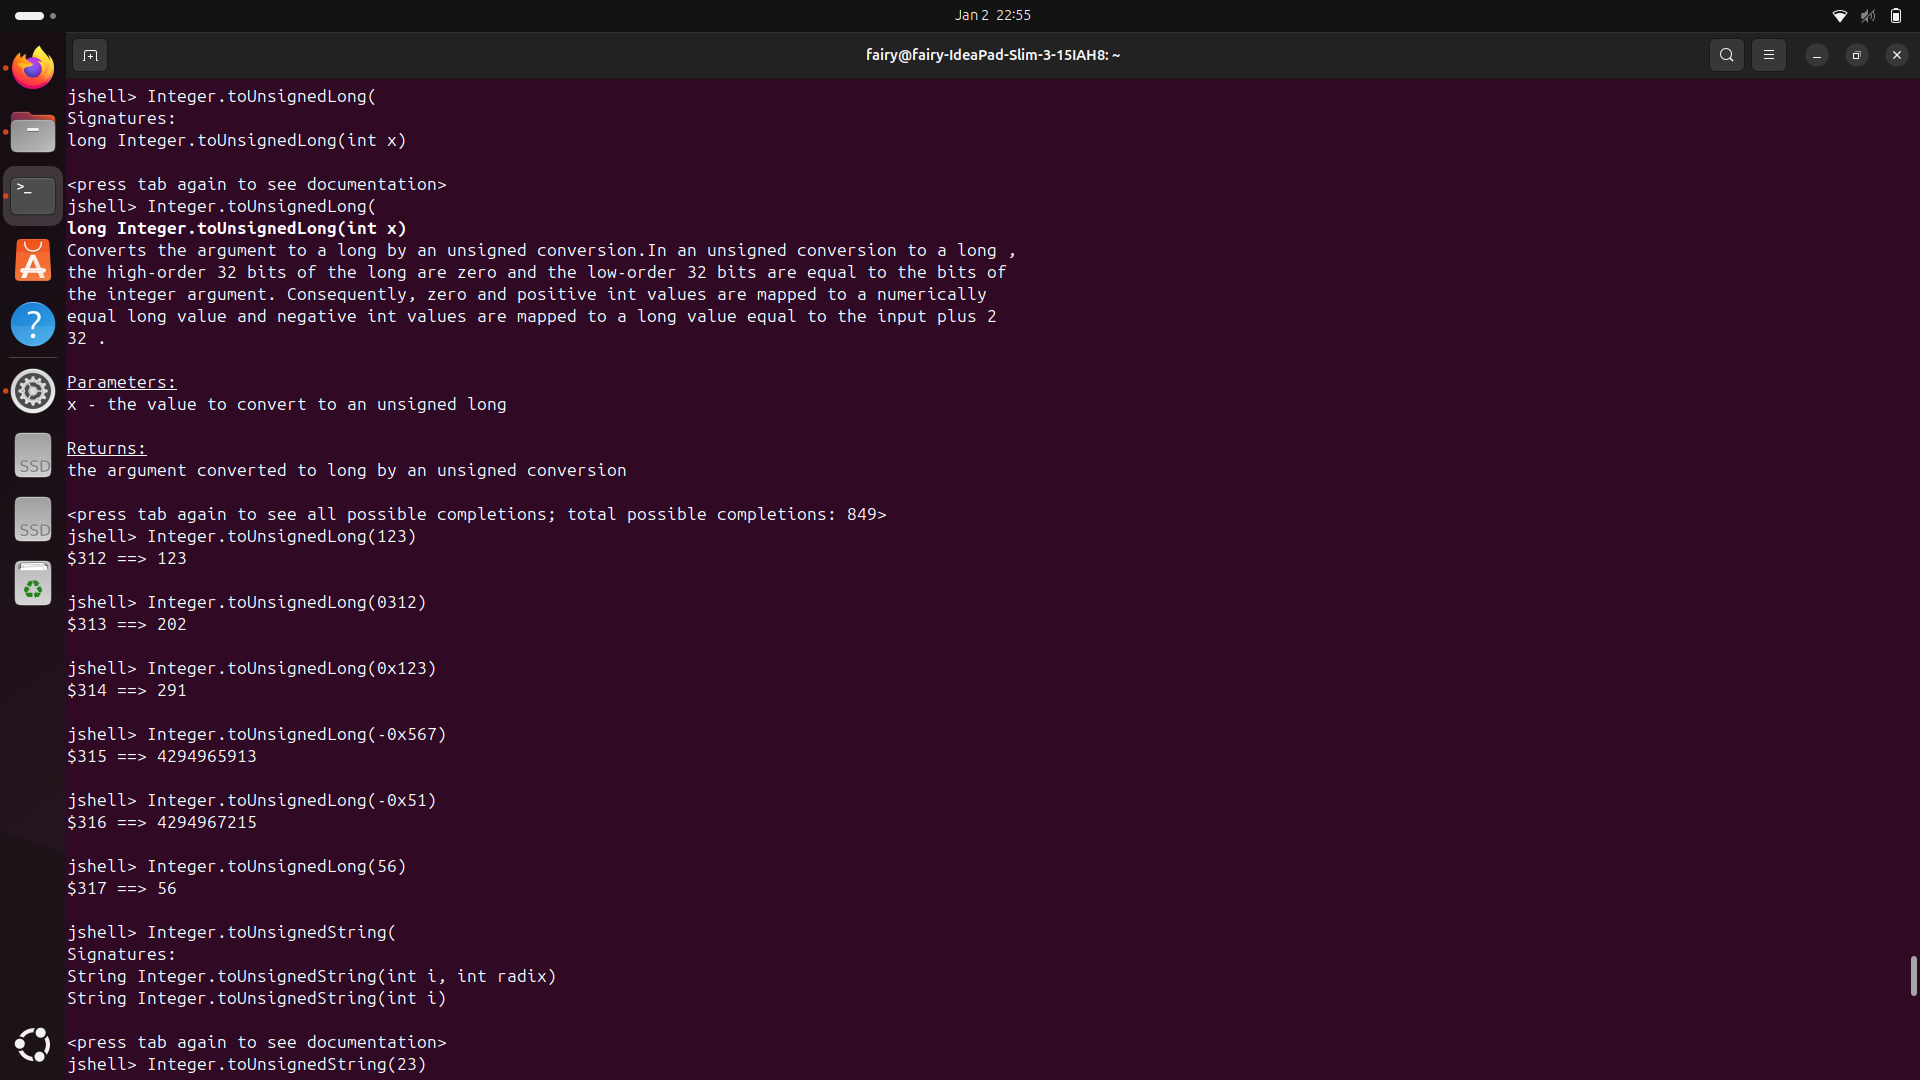 Jan 2 22:55
fairy@fairy-IdeaPad-Slim-3-15IAH8: ~
jshell> Integer.toUnsignedLong(
Signatures:
long Integer.toUnsignedLong(int x)
<press tab again to see documentation>
jshell> Integer.toUnsignedLong(
long Integer.toUnsignedLong(int x)
Converts the argument to a long by an unsigned conversion.In an unsigned conversion to a long ,
the high-order 32 bits of the long are zero and the low-order 32 bits are equal to the bits of
the integer argument. Consequently, zero and positive int values are mapped to a numerically
equal long value and negative int values are mapped to a long value equal to the input plus 2
32 .
Parameters:
x - the value to convert to an unsigned long
Returns:
the argument converted to long by an unsigned conversion
<press tab again to see all possible completions; total possible completions: 849>
jshell> Integer.toUnsignedLong(123)
$312 ==> 123
jshell> Integer.toUnsignedLong(0312)
$313 ==> 202
jshell> Integer.toUnsignedLong(0x123)
$314 ==> 291
jshell> Integer.toUnsignedLong(-0x567)
$315 ==> 4294965913
jshell> Integer.toUnsignedLong(-0x51)
$316 ==> 4294967215
jshell> Integer.toUnsignedLong(56)
$317 ==> 56
jshell> Integer.toUnsignedString(
Signatures:
String Integer.toUnsignedString(int i, int radix)
String Integer.toUnsignedString(int i)
<press tab again to see documentation>
jshell> Integer.toUnsignedString(23)
>_
A
?
SSD
SSD